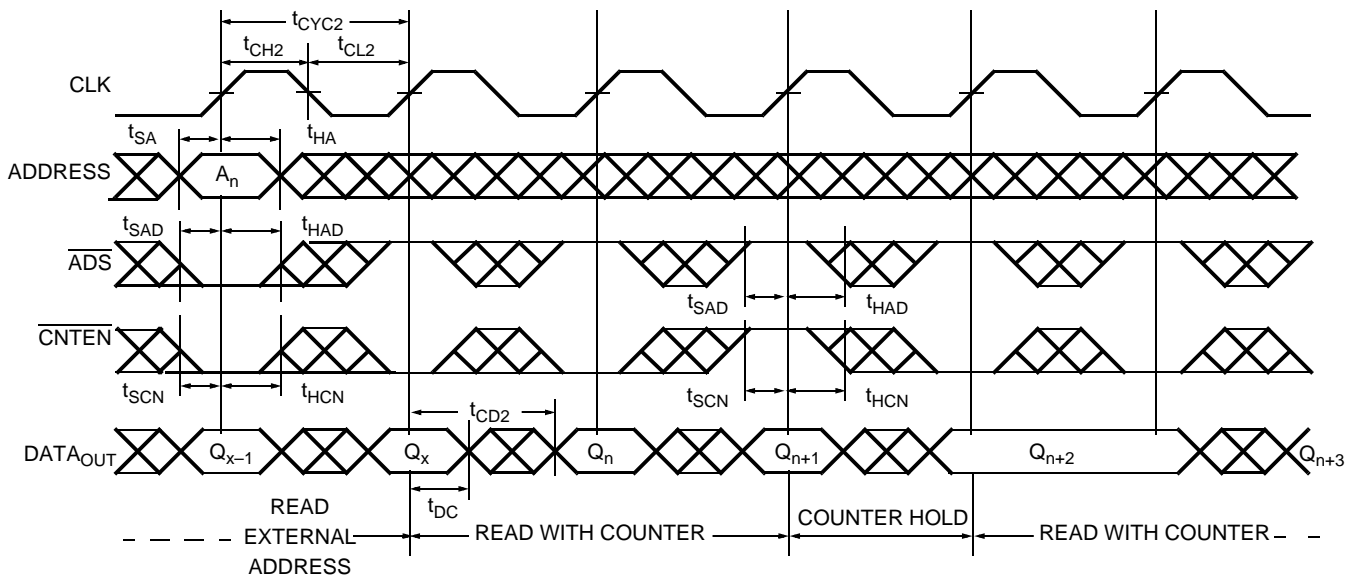 tCYC2
tCH2 tCL2
CLK
tSA tHA
ADDRESS An
tSAD tHAD
ADS
tSAD tHAD
CNTEN
tSCN tHCN tSCN tHCN
tCD2
DATAOUT Qx–1 Qx Qn Qn+1 Qn+2 Qn+3
tDC
READ
EXTERNAL
ADDRESS
READ WITH COUNTER
COUNTER HOLD
READ WITH COUNTER